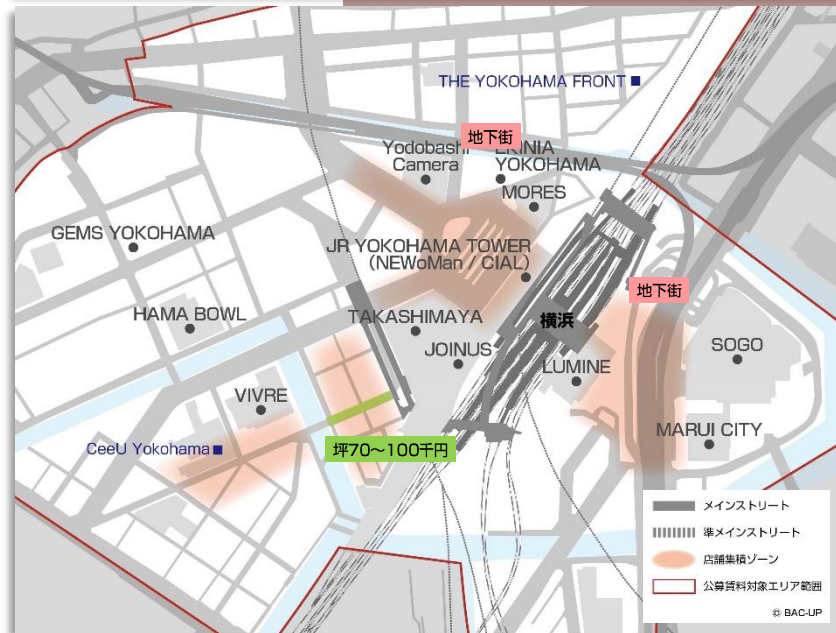 THE YOKOHAMA FRONT
地下街
Yodobashi
Camera
EKINIA
YOKOHAMA
MORES
GEMS YOKOHAMA
JR YOKOHAMA TOWER
(NEWoMan / CIAL)
地下街
HAMA BOWL
TAKASHIMAYA
横浜
JOINUS
LUMINE
SOGO
VIVRE
CeeU Yokohama
坪70～100千円
MARUI CITY
メインストリート
準メインストリート
店舗集積ゾーン
公募賃料対象エリア範囲
© BAC-UP